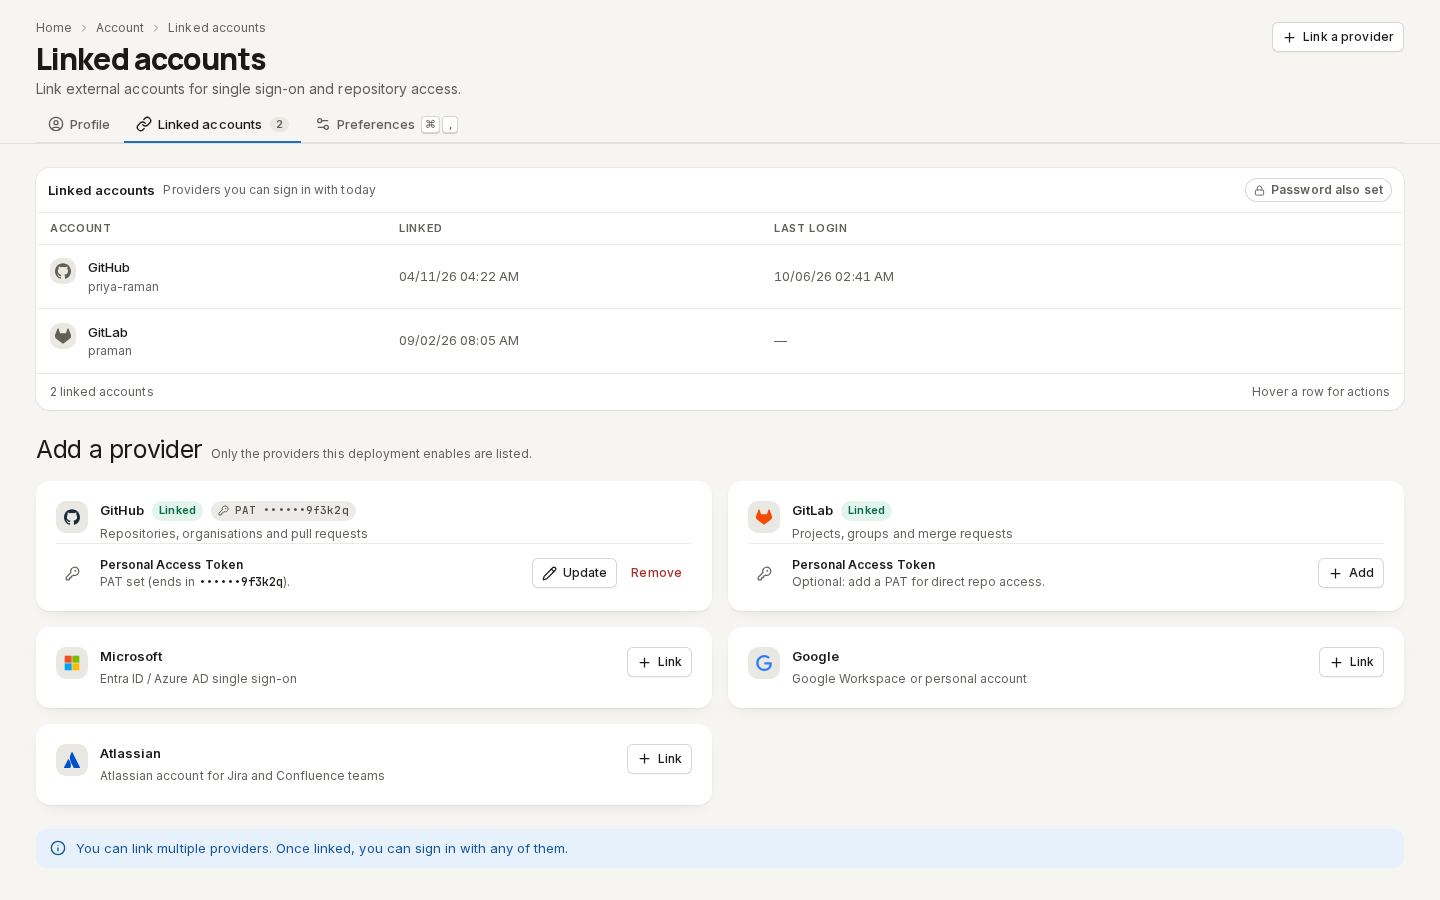 Home > Account > Linked accounts
Linked accounts
Link external accounts for single sign-on and repository access.
Link a provider
Profile
Linked accounts 2
Preferences ⌘ ,
Linked accounts Providers you can sign in with today
Password also set
ACCOUNT LINKED LAST LOGIN
GitHub
priya-raman
04/11/26 04:22 AM
10/06/26 02:41 AM
GitLab
praman
09/02/26 08:05 AM
—
2 linked accounts
Hover a row for actions
Add a provider Only the providers this deployment enables are listed.
GitHub Linked PAT ••••••9f3k2q
Repositories, organisations and pull requests
Personal Access Token
PAT set (ends in ••••••9f3k2q).
Update
Remove
GitLab Linked
Projects, groups and merge requests
Personal Access Token
Optional: add a PAT for direct repo access.
Add
Microsoft
Entra ID / Azure AD single sign-on
Link
Google
Google Workspace or personal account
Link
Atlassian
Atlassian account for Jira and Confluence teams
Link
You can link multiple providers. Once linked, you can sign in with any of them.